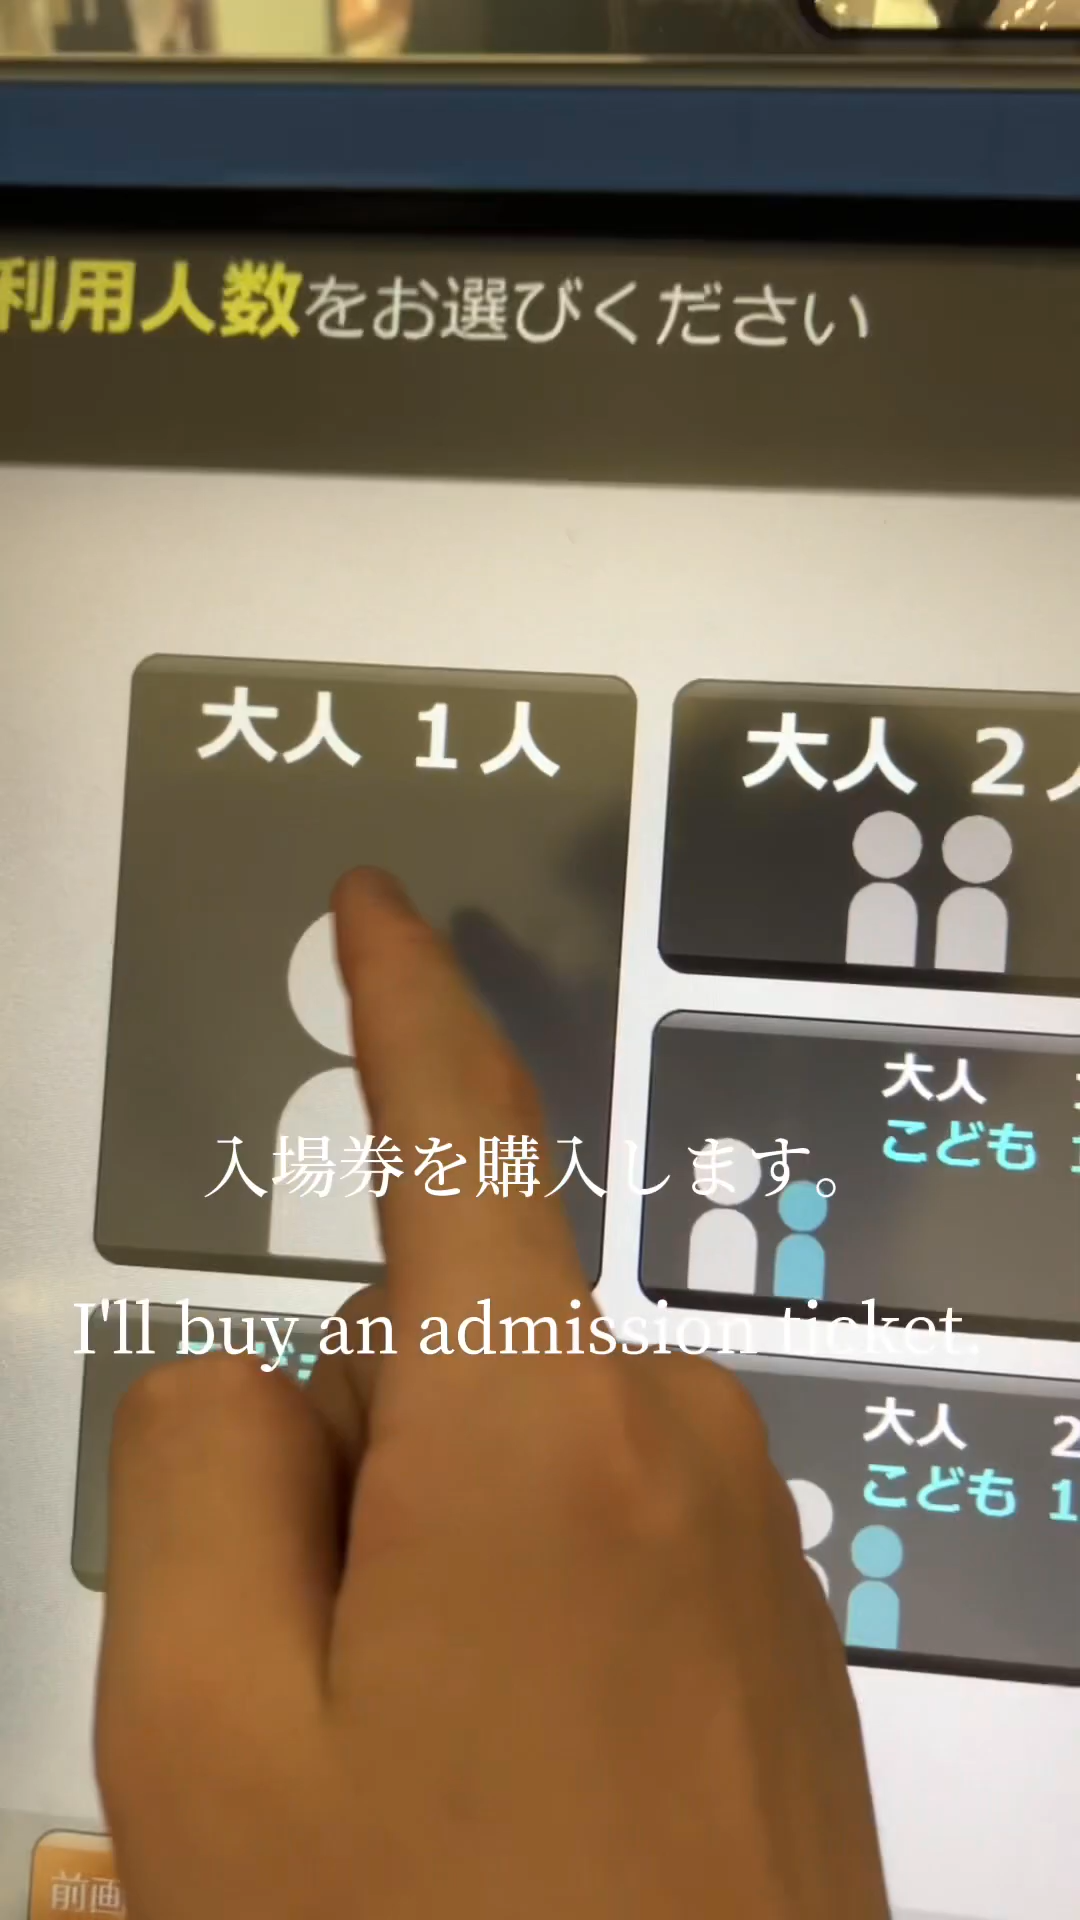 利用人数をお選びください
大人 1人
大人 2人
大人
こども
入場券を購入します。
I'll buy an admission ticket.
大人 2
こども 1
前画